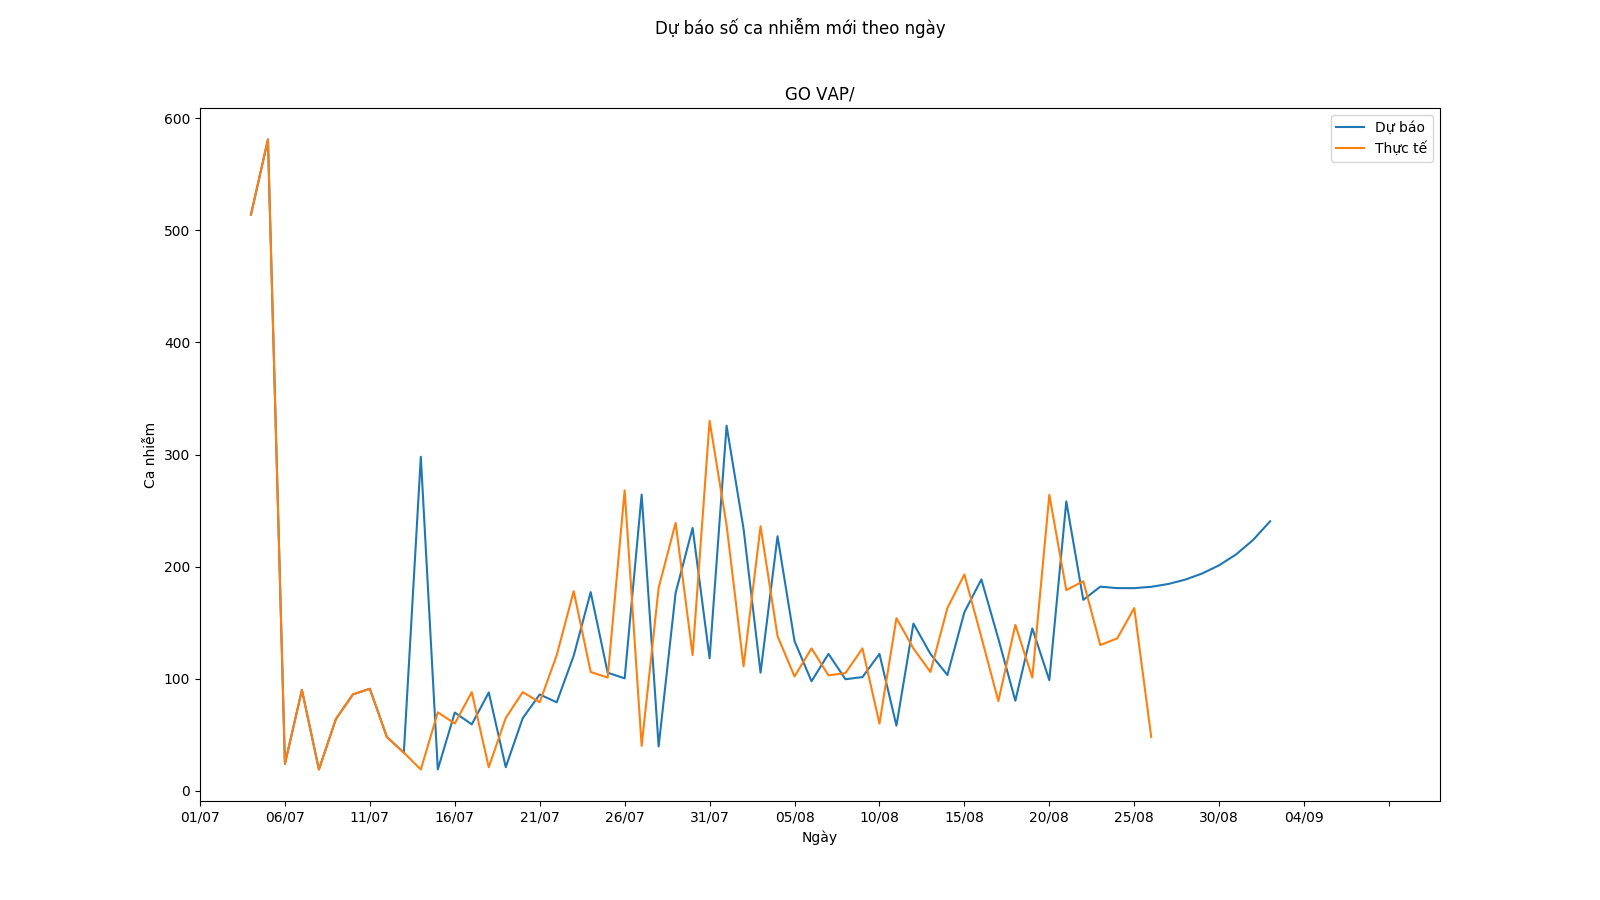 Dự báo số ca nhiễm mới theo ngày
GO VAP/
Dự báo
Thực tế
600
500
400
300
200
100
0
Ca nhiễm
01/07 06/07 11/07 16/07 21/07 26/07 31/07 05/08 10/08 15/08 20/08 25/08 30/08 04/09
Ngày